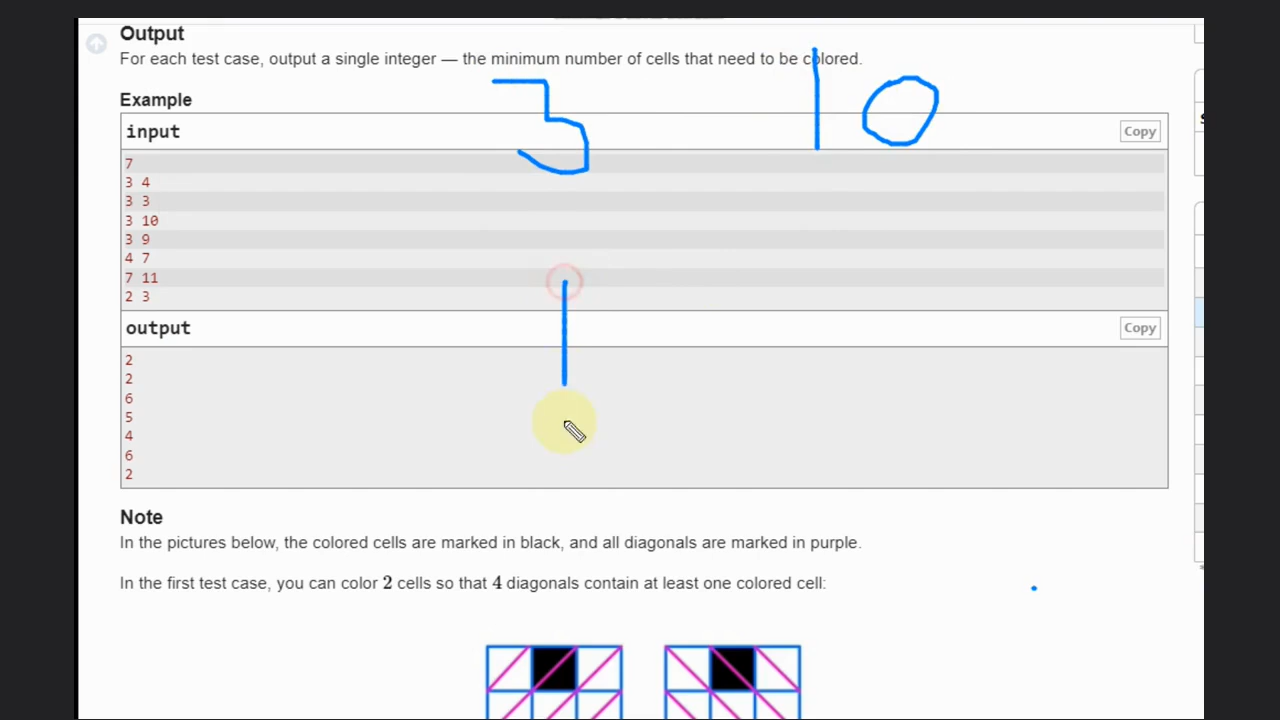 Output
For each test case, output a single integer — the minimum number of cells that need to be colored.
3 10
Example
input
Copy
7
3 4
3 3
3 10
3 9
4 7
7 11
2 3
output
Copy
2
2
6
5
4
6
2
Note
In the pictures below, the colored cells are marked in black, and all diagonals are marked in purple.
In the first test case, you can color 2 cells so that 4 diagonals contain at least one colored cell: